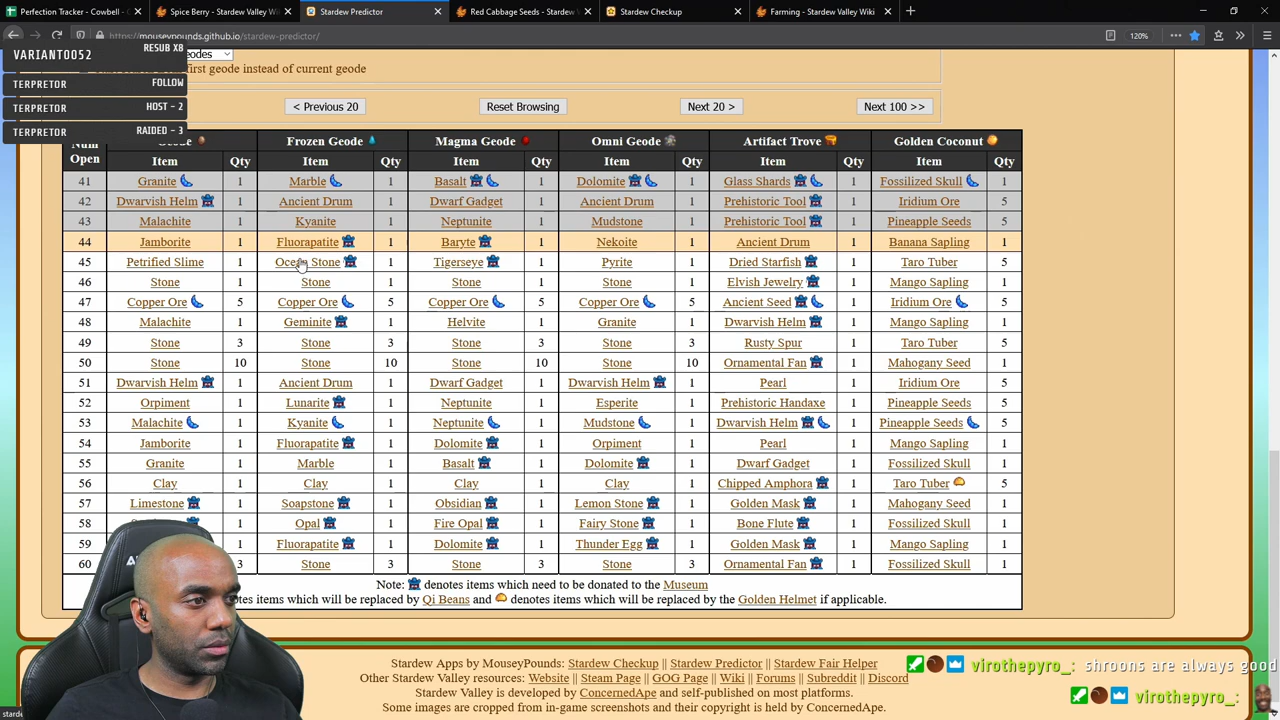 Perfection Tracker - Cowbell - G
Spice Berry - Stardew Valley Wi
Stardew Predictor
Red Cabbage Seeds - Stardew V
Stardew Checkup
Farming - Stardew Valley Wiki
https://mouseypounds.github.io/stardew-predictor/
120%
VARIANT0052 RESUB X8
TERPRETOR FOLLOW
TERPRETOR HOST - 2
TERPRETOR RAIDED - 3
first geode instead of current geode
< Previous 20 Reset Browsing Next 20 > Next 100 >>
Num Open
Geode Frozen Geode Magma Geode Omni Geode Artifact Trove Golden Coconut
Item Qty Item Qty Item Qty Item Qty Item Qty Item Qty
41 Granite 1 Marble 1 Basalt 1 Dolomite 1 Glass Shards 1 Fossilized Skull 1
42 Dwarvish Helm 1 Ancient Drum 1 Dwarf Gadget 1 Ancient Drum 1 Prehistoric Tool 1 Iridium Ore 5
43 Malachite 1 Kyanite 1 Neptunite 1 Mudstone 1 Prehistoric Tool 1 Pineapple Seeds 5
44 Jamborite 1 Fluorapatite 1 Baryte 1 Nekoite 1 Ancient Drum 1 Banana Sapling 1
45 Petrified Slime 1 Ocean Stone 1 Tigerseye 1 Pyrite 1 Dried Starfish 1 Taro Tuber 5
46 Stone 1 Stone 1 Stone 1 Stone 1 Elvish Jewelry 1 Mango Sapling 1
47 Copper Ore 5 Copper Ore 5 Copper Ore 5 Copper Ore 5 Ancient Seed 1 Iridium Ore 5
48 Malachite 1 Geminite 1 Helvite 1 Granite 1 Dwarvish Helm 1 Mango Sapling 1
49 Stone 3 Stone 3 Stone 3 Stone 3 Rusty Spur 1 Taro Tuber 5
50 Stone 10 Stone 10 Stone 10 Stone 10 Ornamental Fan 1 Mahogany Seed 1
51 Dwarvish Helm 1 Ancient Drum 1 Dwarf Gadget 1 Dwarvish Helm 1 Pearl 1 Iridium Ore 5
52 Orpiment 1 Lunarite 1 Neptunite 1 Esperite 1 Prehistoric Handaxe 1 Pineapple Seeds 5
53 Malachite 1 Kyanite 1 Neptunite 1 Mudstone 1 Dwarvish Helm 1 Pineapple Seeds 5
54 Jamborite 1 Fluorapatite 1 Dolomite 1 Orpiment 1 Pearl 1 Mango Sapling 1
55 Granite 1 Marble 1 Basalt 1 Dolomite 1 Dwarf Gadget 1 Fossilized Skull 1
56 Clay 1 Clay 1 Clay 1 Clay 1 Chipped Amphora 1 Taro Tuber 5
57 Limestone 1 Soapstone 1 Obsidian 1 Lemon Stone 1 Golden Mask 1 Mahogany Seed 1
58 1 Opal 1 Fire Opal 1 Fairy Stone 1 Bone Flute 1 Fossilized Skull 1
59 1 Fluorapatite 1 Dolomite 1 Thunder Egg 1 Golden Mask 1 Mango Sapling 1
60 3 Stone 3 Stone 3 Stone 3 Ornamental Fan 1 Fossilized Skull 1
Note: denotes items which need to be donated to the Museum
denotes items which will be replaced by Qi Beans and denotes items which will be replaced by the Golden Helmet if applicable.
Stardew Apps by MouseyPounds: Stardew Checkup || Stardew Predictor || Stardew Fair Helper
Other Stardew Valley resources: Website || Steam Page || GOG Page || Wiki || Forums || Subreddit || Discord
Stardew Valley is developed by ConcernedApe and self-published on most platforms.
Some images are cropped from in-game screenshots and their copyright is held by ConcernedApe.
virothepyro_: shroons are always good
virothepyro_: